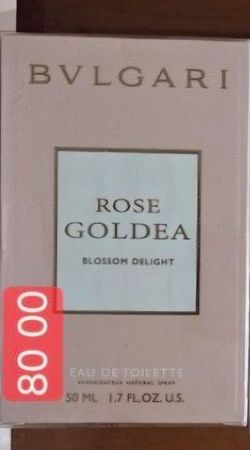 BVLGARI
ROSE
GOLDEA
BLOSSOM DELIGHT
80 00
EAU DE TOILETTE
VAPORISATEUR NATURAL SPRAY
50 ML 1.7 FL.OZ. U.S.